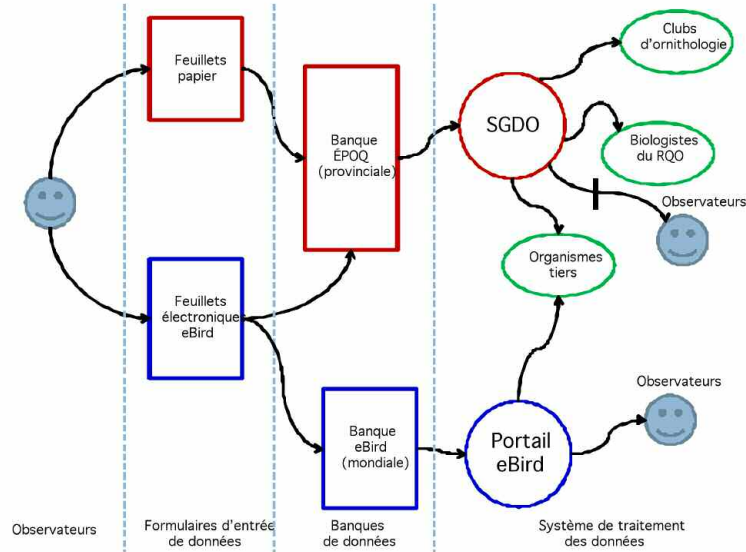 Feuillets
papier
Banque
ÉPOQ
(provinciale)
SGDO
Clubs
d'ornithologie
Biologistes
du RQO
Observateurs
Organismes
tiers
Feuillets
électroniques
eBird
Banque
eBird
(mondiale)
Portail
eBird
Observateurs
Observateurs
Formulaires d'entrée
de données
Banques
de données
Système de traitement
des données